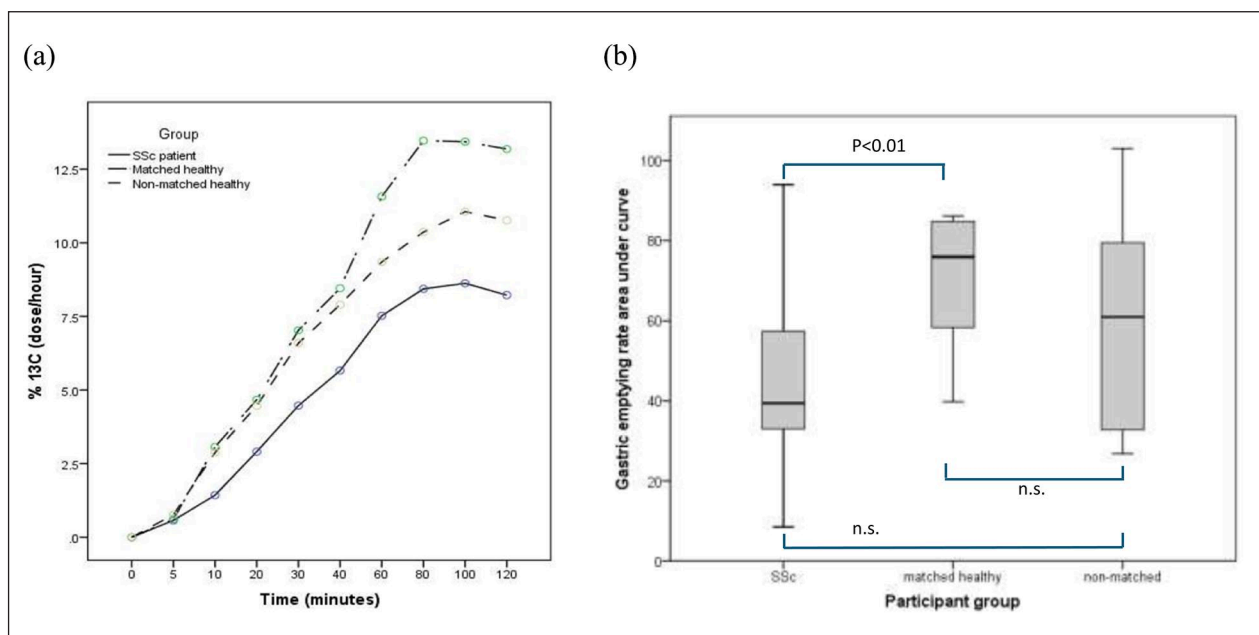 (a)
(b)
Group
SSc patient
Matched healthy
Non-matched healthy
% 13C (dose/hour)
12.5
10.0
7.5
5.0
2.5
.0
0 5 10 20 30 40 60 80 100 120
Time (minutes)
Gastric emptying rate area under curve
100
80
60
40
20
0
P<0.01
n.s.
n.s.
SSc matched healthy non-matched
Participant group